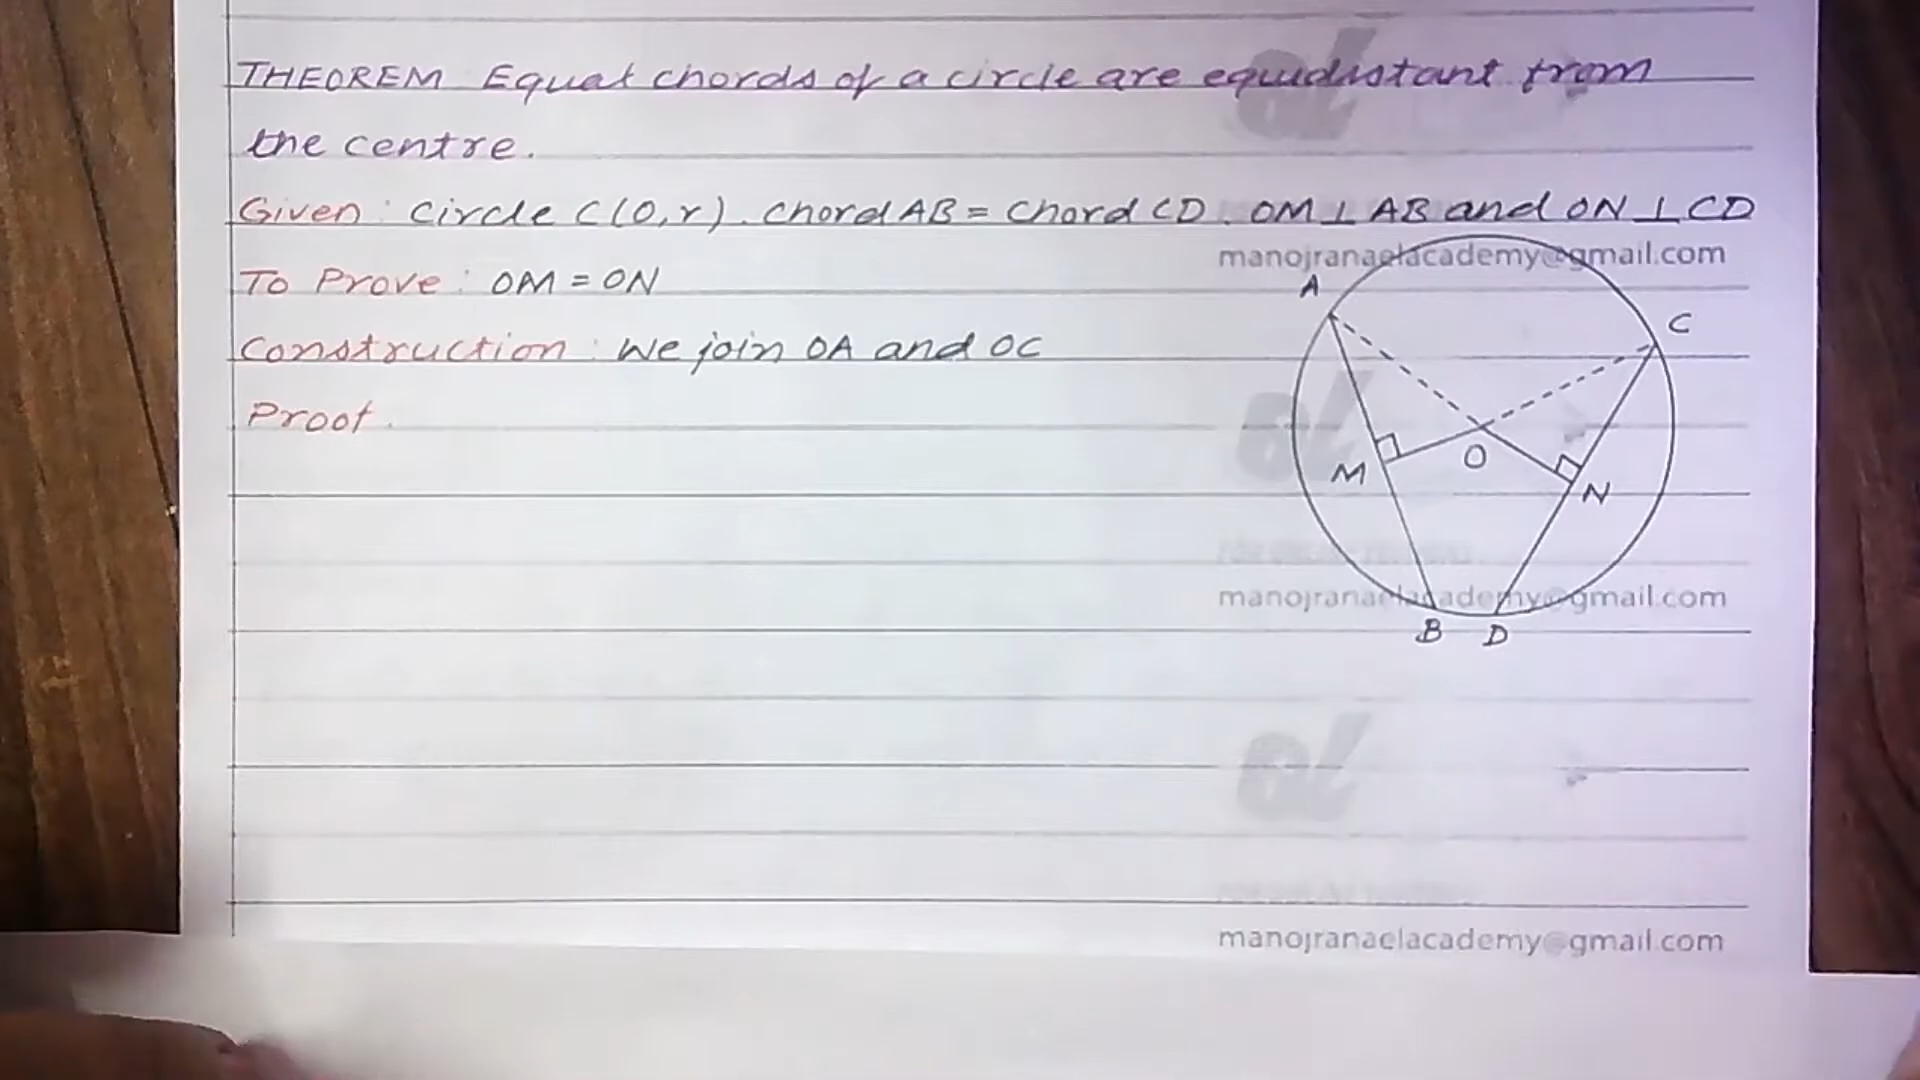 THEOREM Equal chords of a circle are equidistant from
the centre.
Given : Circle C(O,r). Chord AB = Chord CD. OM ⊥ AB and ON ⊥ CD
manojranaelacademy@gmail.com
To Prove : OM = ON
Construction : We join OA and OC
Proof.
A
C
M
O
N
manojranaelacademy@gmail.com
B D
manojranaelacademy@gmail.com